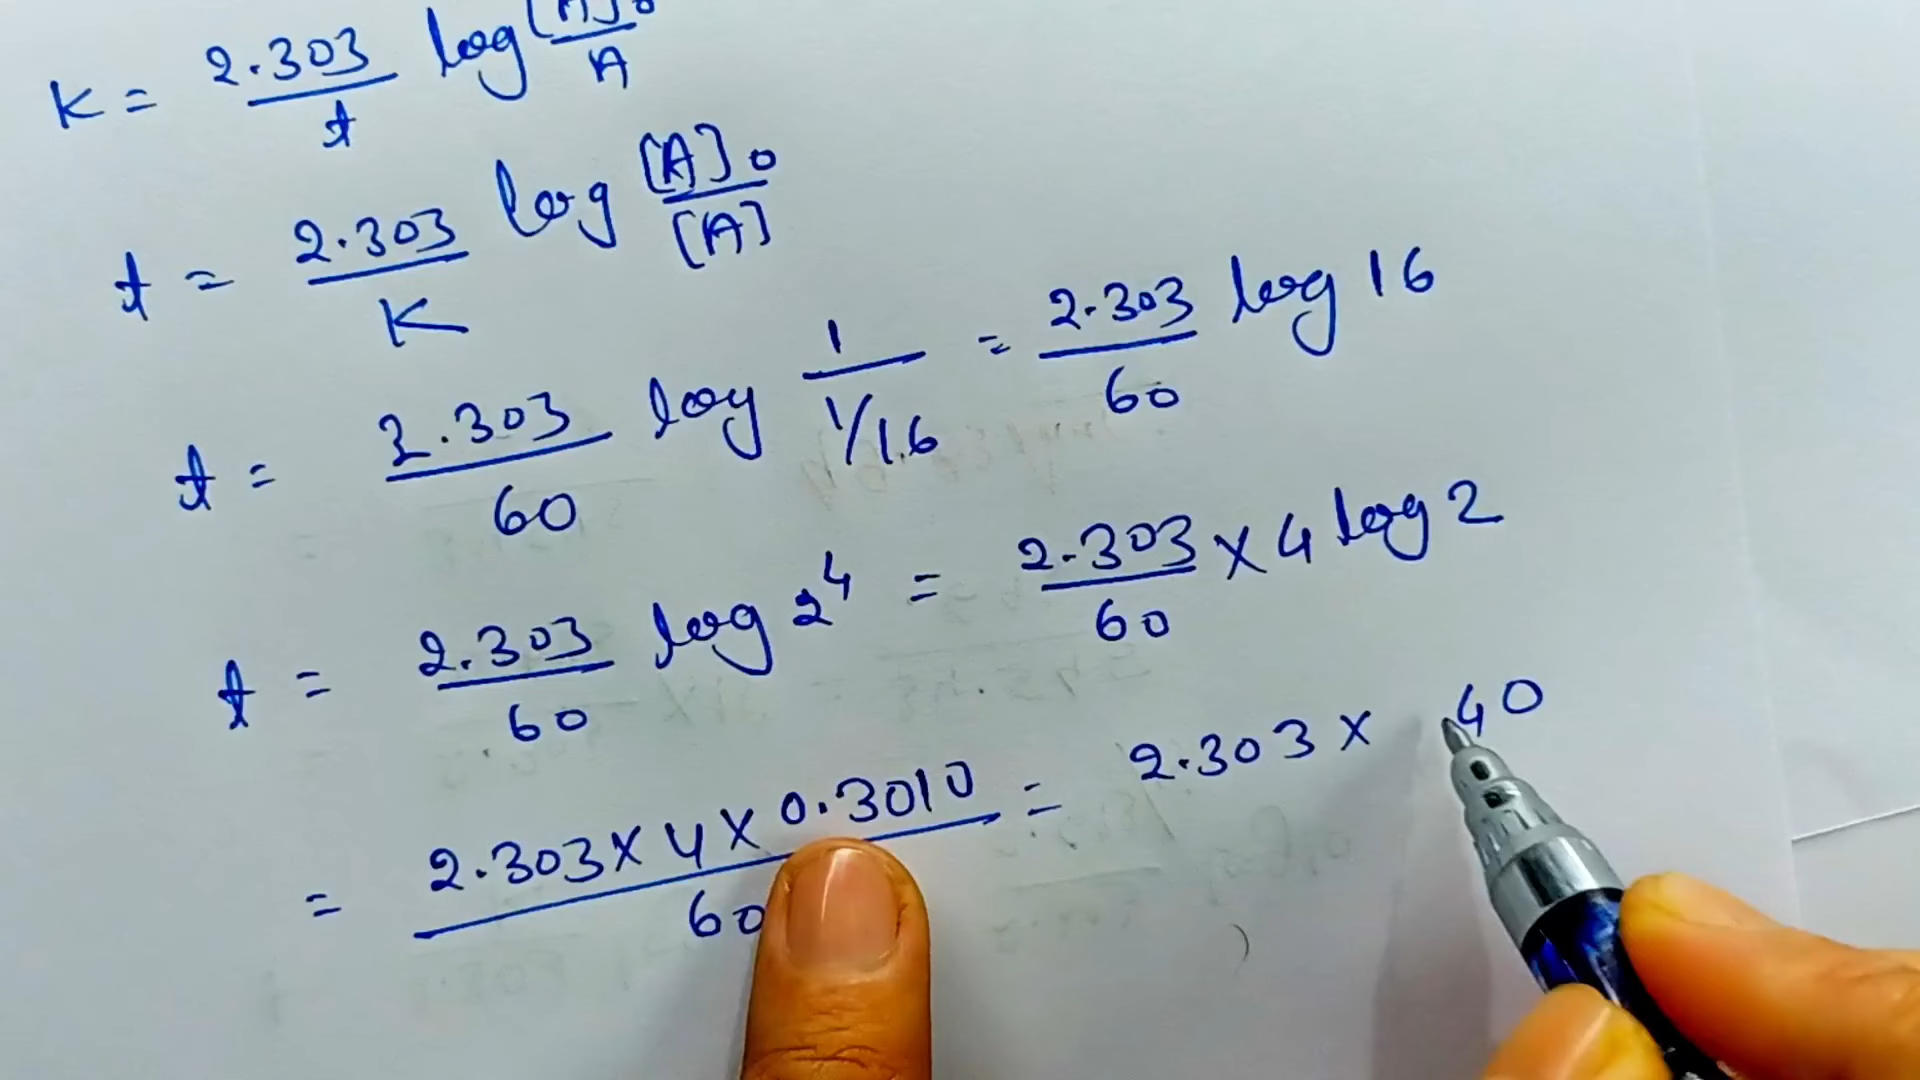 K = 2.303/t log [A]₀/A
t = 2.303/K log [A]₀/[A]
t = 2.303/60 log 1/1/16 = 2.303/60 log 16
t = 2.303/60 log 2⁴ = 2.303/60 × 4 log 2
= 2.303 × 4 × 0.3010/60 = 2.303 × 40